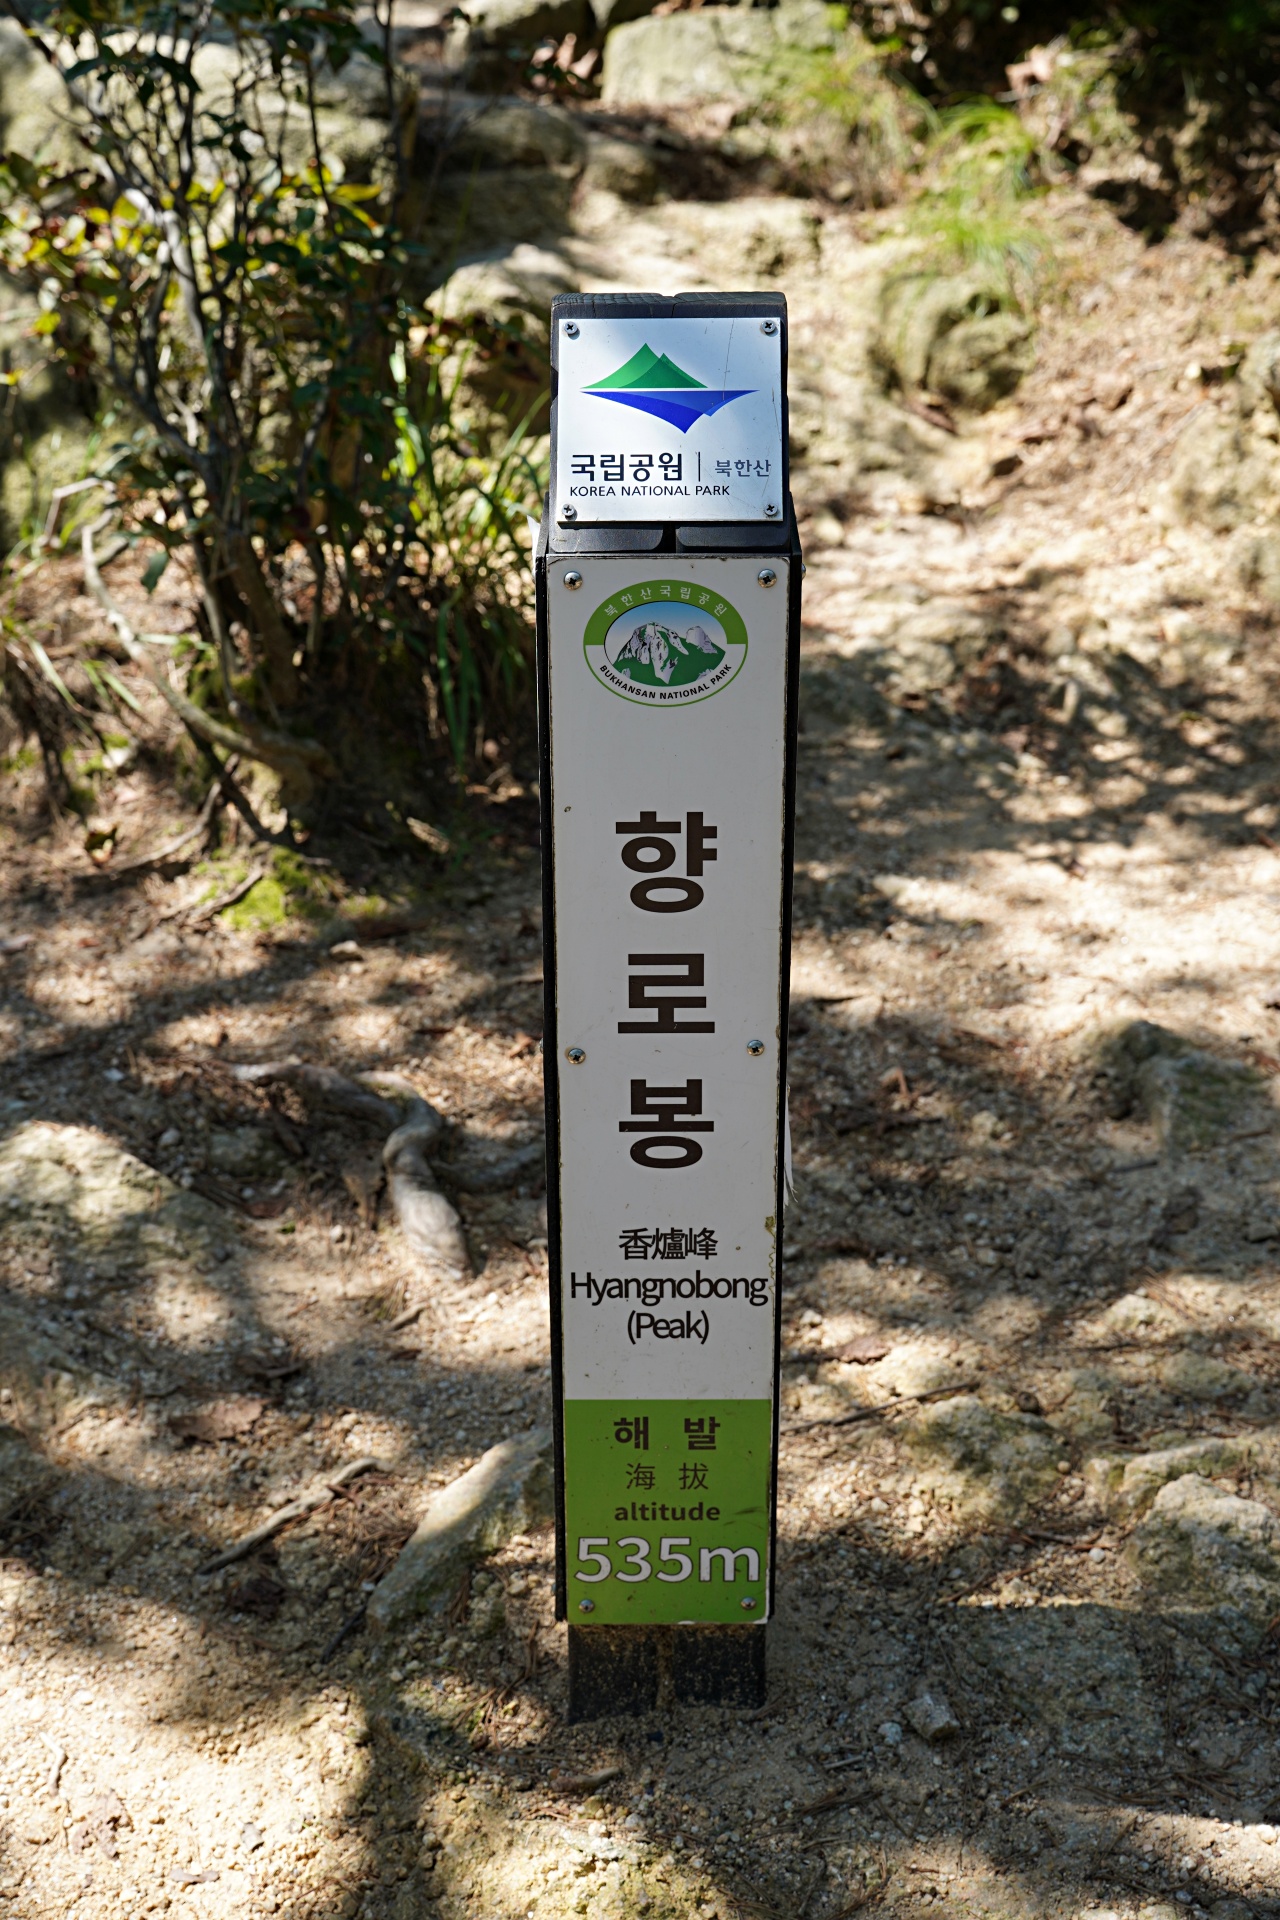 국립공원 | 북한산
KOREA NATIONAL PARK
북한산국립공원
BUKHANSAN NATIONAL PARK
향
로
봉
香爐峰
Hyangnobong
(Peak)
해 발
海 拔
altitude
535m